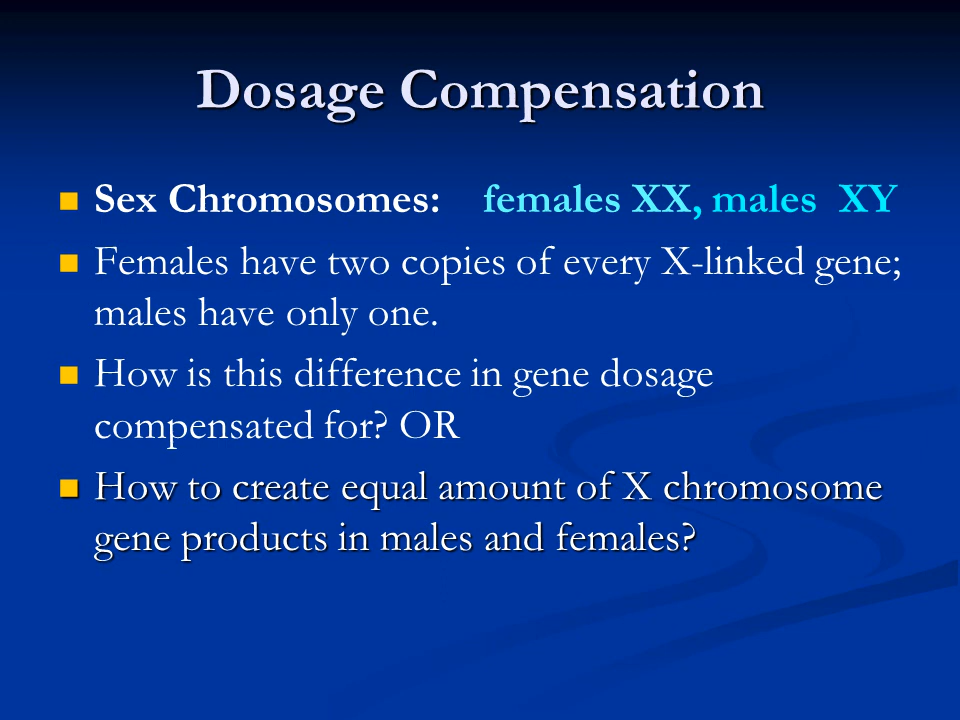 Dosage Compensation
Sex Chromosomes: females XX, males XY
Females have two copies of every X-linked gene;
males have only one.
How is this difference in gene dosage
compensated for? OR
How to create equal amount of X chromosome
gene products in males and females?